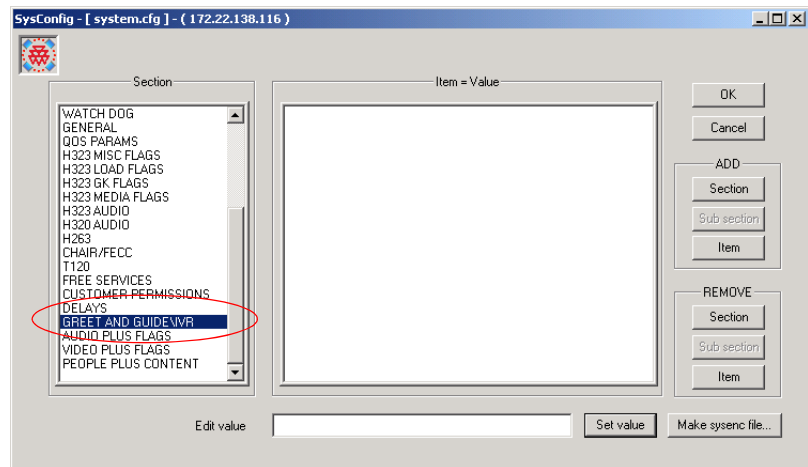 SysConfig - [ system.cfg ] - ( 172.22.138.116 )
Section
Item = Value
WATCH DOG
GENERAL
QOS PARAMS
H323 MISC FLAGS
H323 LOAD FLAGS
H323 GK FLAGS
H323 MEDIA FLAGS
H323 AUDIO
H320 AUDIO
H263
CHAIR/FECC
T120
FREE SERVICES
CUSTOMER PERMISSIONS
DELAYS
GREET AND GUIDE\IVR
AUDIO PLUS FLAGS
VIDEO PLUS FLAGS
PEOPLE PLUS CONTENT
OK
Cancel
ADD
Section
Sub section
Item
REMOVE
Section
Sub section
Item
Edit value
Set value
Make sysenc file...